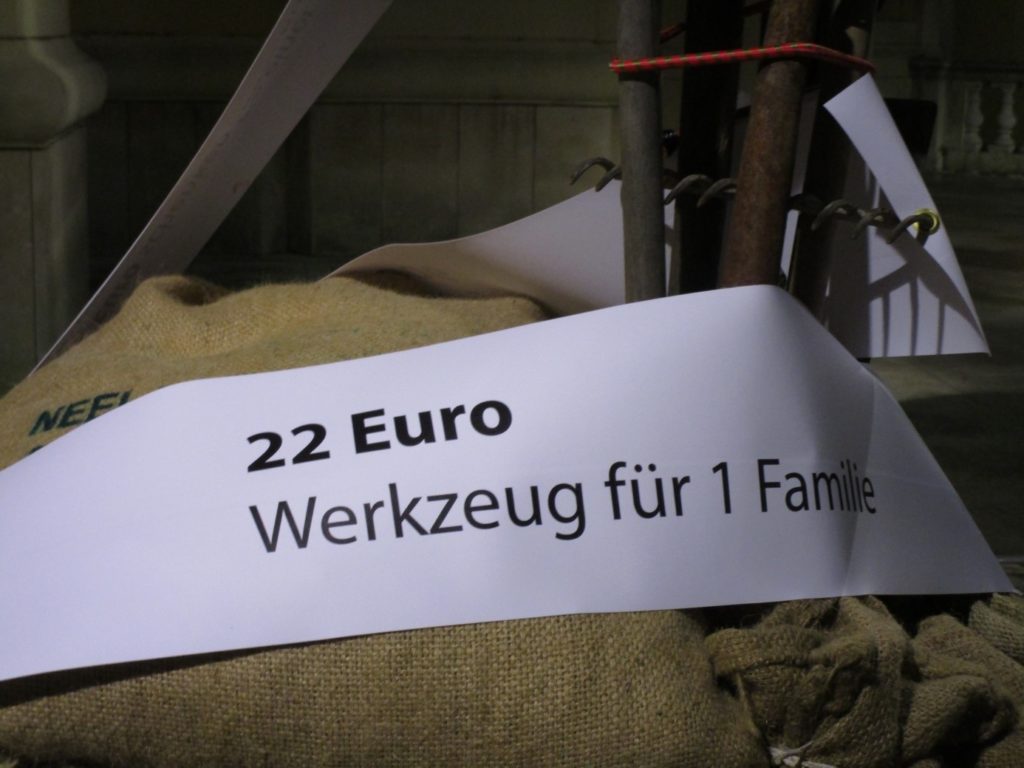 22 Euro
Werkzeug für 1 Familie